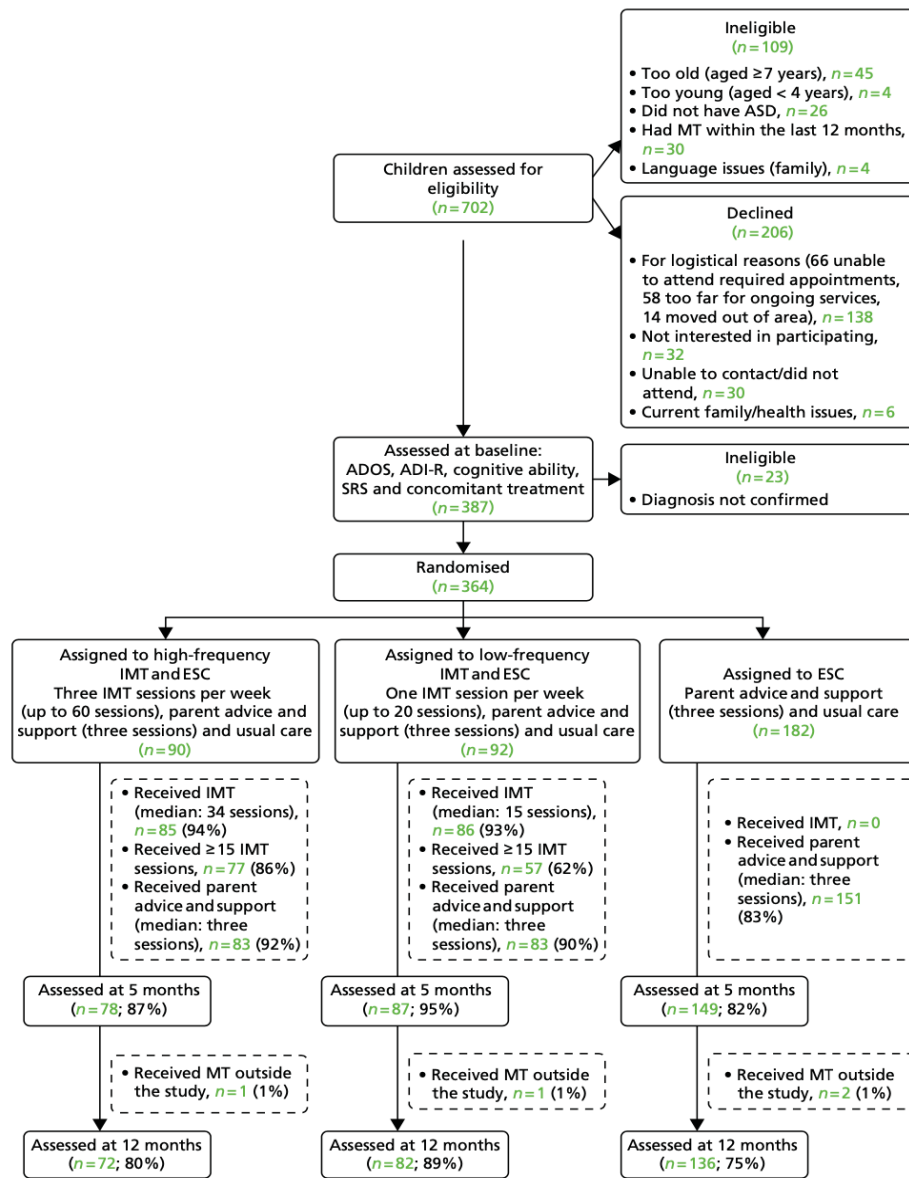 Ineligible
(n=109)
• Too old (aged ≥7 years), n=45
• Too young (aged < 4 years), n=4
• Did not have ASD, n=26
• Had MT within the last 12 months,
n=30
• Language issues (family), n=4
Children assessed for
eligibility
(n=702)
Declined
(n=206)
• For logistical reasons (66 unable
to attend required appointments,
58 too far for ongoing services,
14 moved out of area), n=138
• Not interested in participating,
n=32
• Unable to contact/did not
attend, n=30
• Current family/health issues, n=6
Assessed at baseline:
ADOS, ADI-R, cognitive ability,
SRS and concomitant treatment
(n=387)
Ineligible
(n=23)
• Diagnosis not confirmed
Randomised
(n=364)
Assigned to high-frequency
IMT and ESC
Three IMT sessions per week
(up to 60 sessions), parent advice and
support (three sessions) and usual care
(n=90)
Assigned to low-frequency
IMT and ESC
One IMT session per week
(up to 20 sessions), parent advice and
support (three sessions) and usual care
(n=92)
Assigned to ESC
Parent advice and support
(three sessions) and usual care
(n=182)
• Received IMT
(median: 34 sessions),
n=85 (94%)
• Received ≥15 IMT
sessions, n=77 (86%)
• Received parent
advice and support
(median: three
sessions), n=83 (92%)
• Received IMT
(median: 15 sessions),
n=86 (93%)
• Received ≥15 IMT
sessions, n=57 (62%)
• Received parent
advice and support
(median: three
sessions), n=83 (90%)
• Received IMT, n=0
• Received parent
advice and support
(median: three
sessions), n=151
(83%)
Assessed at 5 months
(n=78; 87%)
Assessed at 5 months
(n=87; 95%)
Assessed at 5 months
(n=149; 82%)
• Received MT outside
the study, n=1 (1%)
• Received MT outside
the study, n=1 (1%)
• Received MT outside
the study, n=2 (1%)
Assessed at 12 months
(n=72; 80%)
Assessed at 12 months
(n=82; 89%)
Assessed at 12 months
(n=136; 75%)